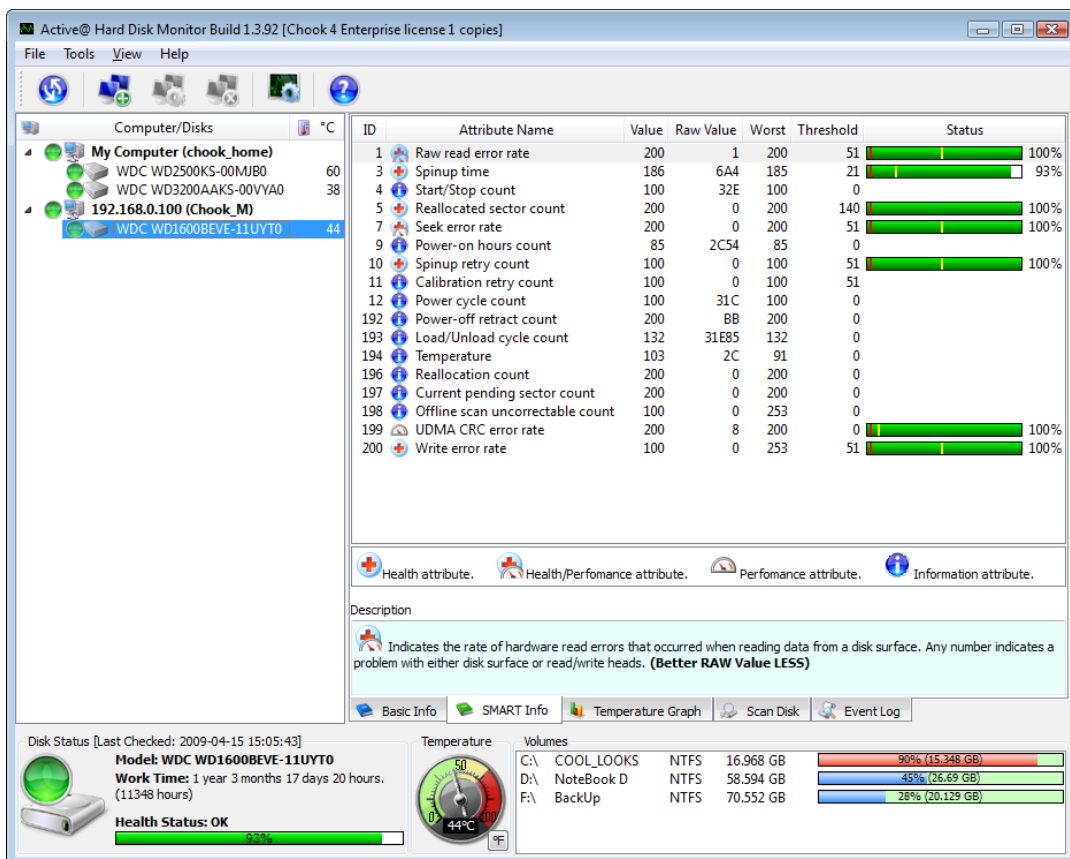 Active@ Hard Disk Monitor Build 1.3.92 [Chook 4 Enterprise license 1 copies]
File Tools View Help
Computer/Disks °C
My Computer (chook_home)
WDC WD2500KS-00MJB0 60
WDC WD3200AAKS-00VYA0 38
192.168.0.100 (Chook_M)
WDC WD1600BEVE-11UYT0 44
ID Attribute Name Value Raw Value Worst Threshold Status
1 Raw read error rate 200 1 200 51 100%
3 Spinup time 186 6A4 185 21 93%
4 Start/Stop count 100 32E 100 0
5 Reallocated sector count 200 0 200 140 100%
7 Seek error rate 200 0 200 51 100%
9 Power-on hours count 85 2C54 85 0
10 Spinup retry count 100 0 100 51 100%
11 Calibration retry count 100 0 100 51
12 Power cycle count 100 31C 100 0
192 Power-off retract count 200 BB 200 0
193 Load/Unload cycle count 132 31E85 132 0
194 Temperature 103 2C 91 0
196 Reallocation count 200 0 200 0
197 Current pending sector count 200 0 200 0
198 Offline scan uncorrectable count 100 0 253 0
199 UDMA CRC error rate 200 8 200 0 100%
200 Write error rate 100 0 253 51 100%
Health attribute. Health/Perfomance attribute. Perfomance attribute. Information attribute.
Description
Indicates the rate of hardware read errors that occurred when reading data from a disk surface. Any number indicates a
problem with either disk surface or read/write heads. (Better RAW Value LESS)
Basic Info SMART Info Temperature Graph Scan Disk Event Log
Disk Status [Last Checked: 2009-04-15 15:05:43]
Model: WDC WD1600BEVE-11UYT0
Work Time: 1 year 3 months 17 days 20 hours.
(11348 hours)
Health Status: OK
93%
Temperature
50
0 100
44°C
°F
Volumes
C:\ COOL_LOOKS NTFS 16.968 GB 90% (15.348 GB)
D:\ NoteBook D NTFS 58.594 GB 45% (26.69 GB)
F:\ BackUp NTFS 70.552 GB 28% (20.129 GB)